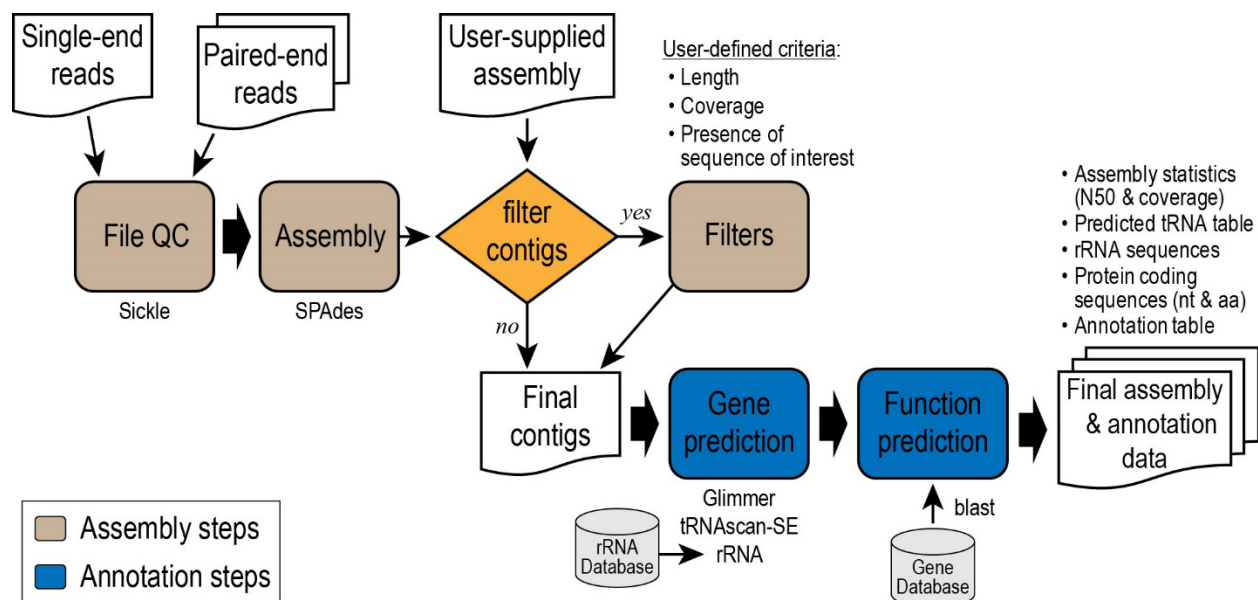 Single-end
reads
Paired-end
reads
User-supplied
assembly
User-defined criteria:
• Length
• Coverage
• Presence of
sequence of interest
File QC
Sickle
Assembly
SPAdes
filter
contigs
yes
no
Filters
• Assembly statistics
(N50 & coverage)
• Predicted tRNA table
• rRNA sequences
• Protein coding
sequences (nt & aa)
• Annotation table
Final
contigs
Gene
prediction
Glimmer
tRNAscan-SE
rRNA
rRNA
Database
Function
prediction
blast
Gene
Database
Final assembly
& annotation
data
Assembly steps
Annotation steps